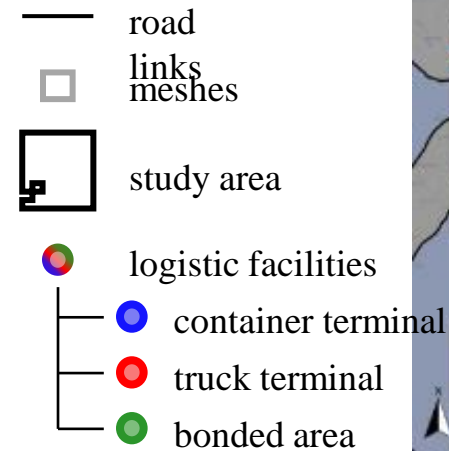 road
links
meshes
study area
logistic facilities
container terminal
truck terminal
bonded area